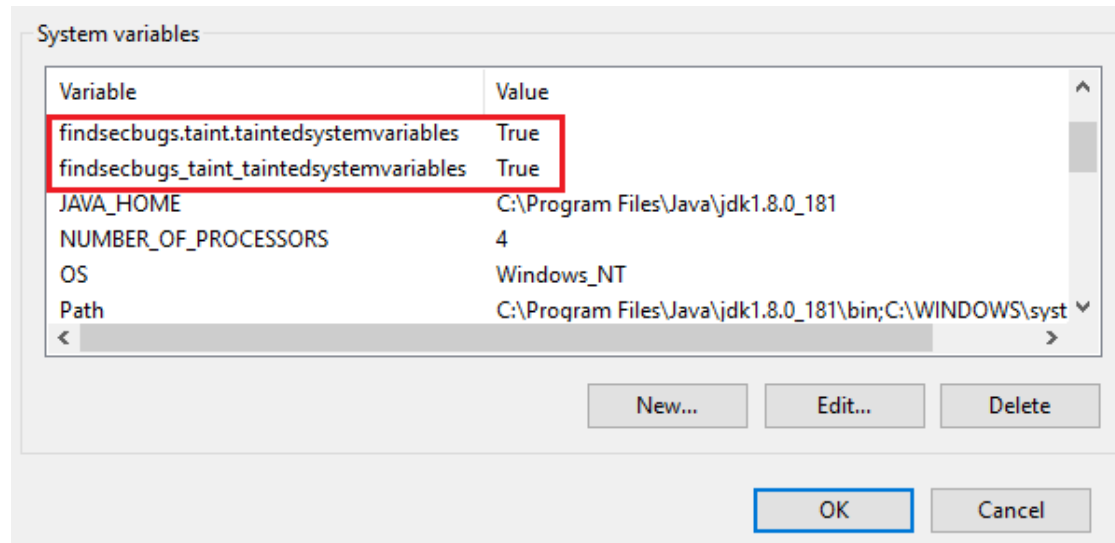 System variables
Variable Value
findsecbugs.taint.taintedsystemvariables True
findsecbugs_taint_taintedsystemvariables True
JAVA_HOME C:\Program Files\Java\jdk1.8.0_181
NUMBER_OF_PROCESSORS 4
OS Windows_NT
Path C:\Program Files\Java\jdk1.8.0_181\bin;C:\WINDOWS\syst
New... Edit... Delete
OK Cancel